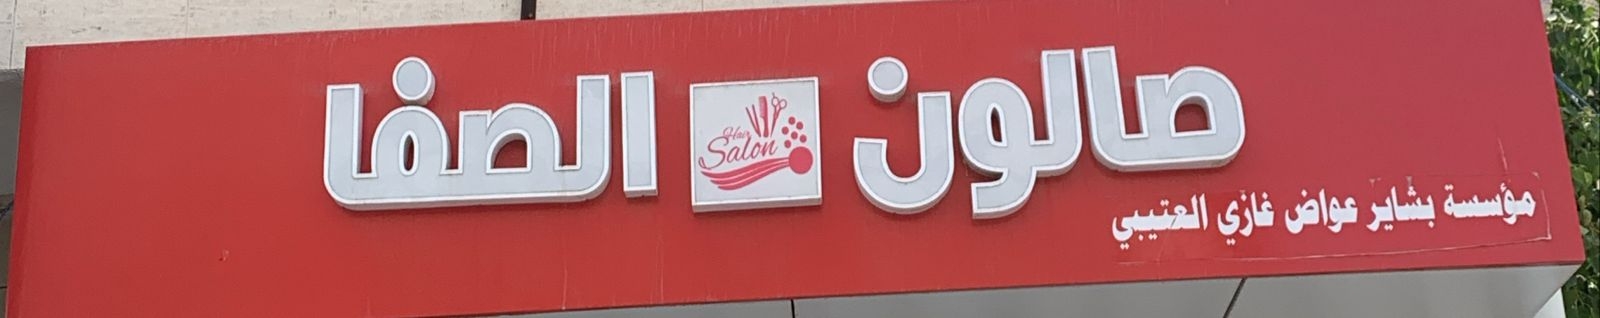 صالون الصفا
Hair
Salon
مؤسسة بشاير عواض غازي العتيبي